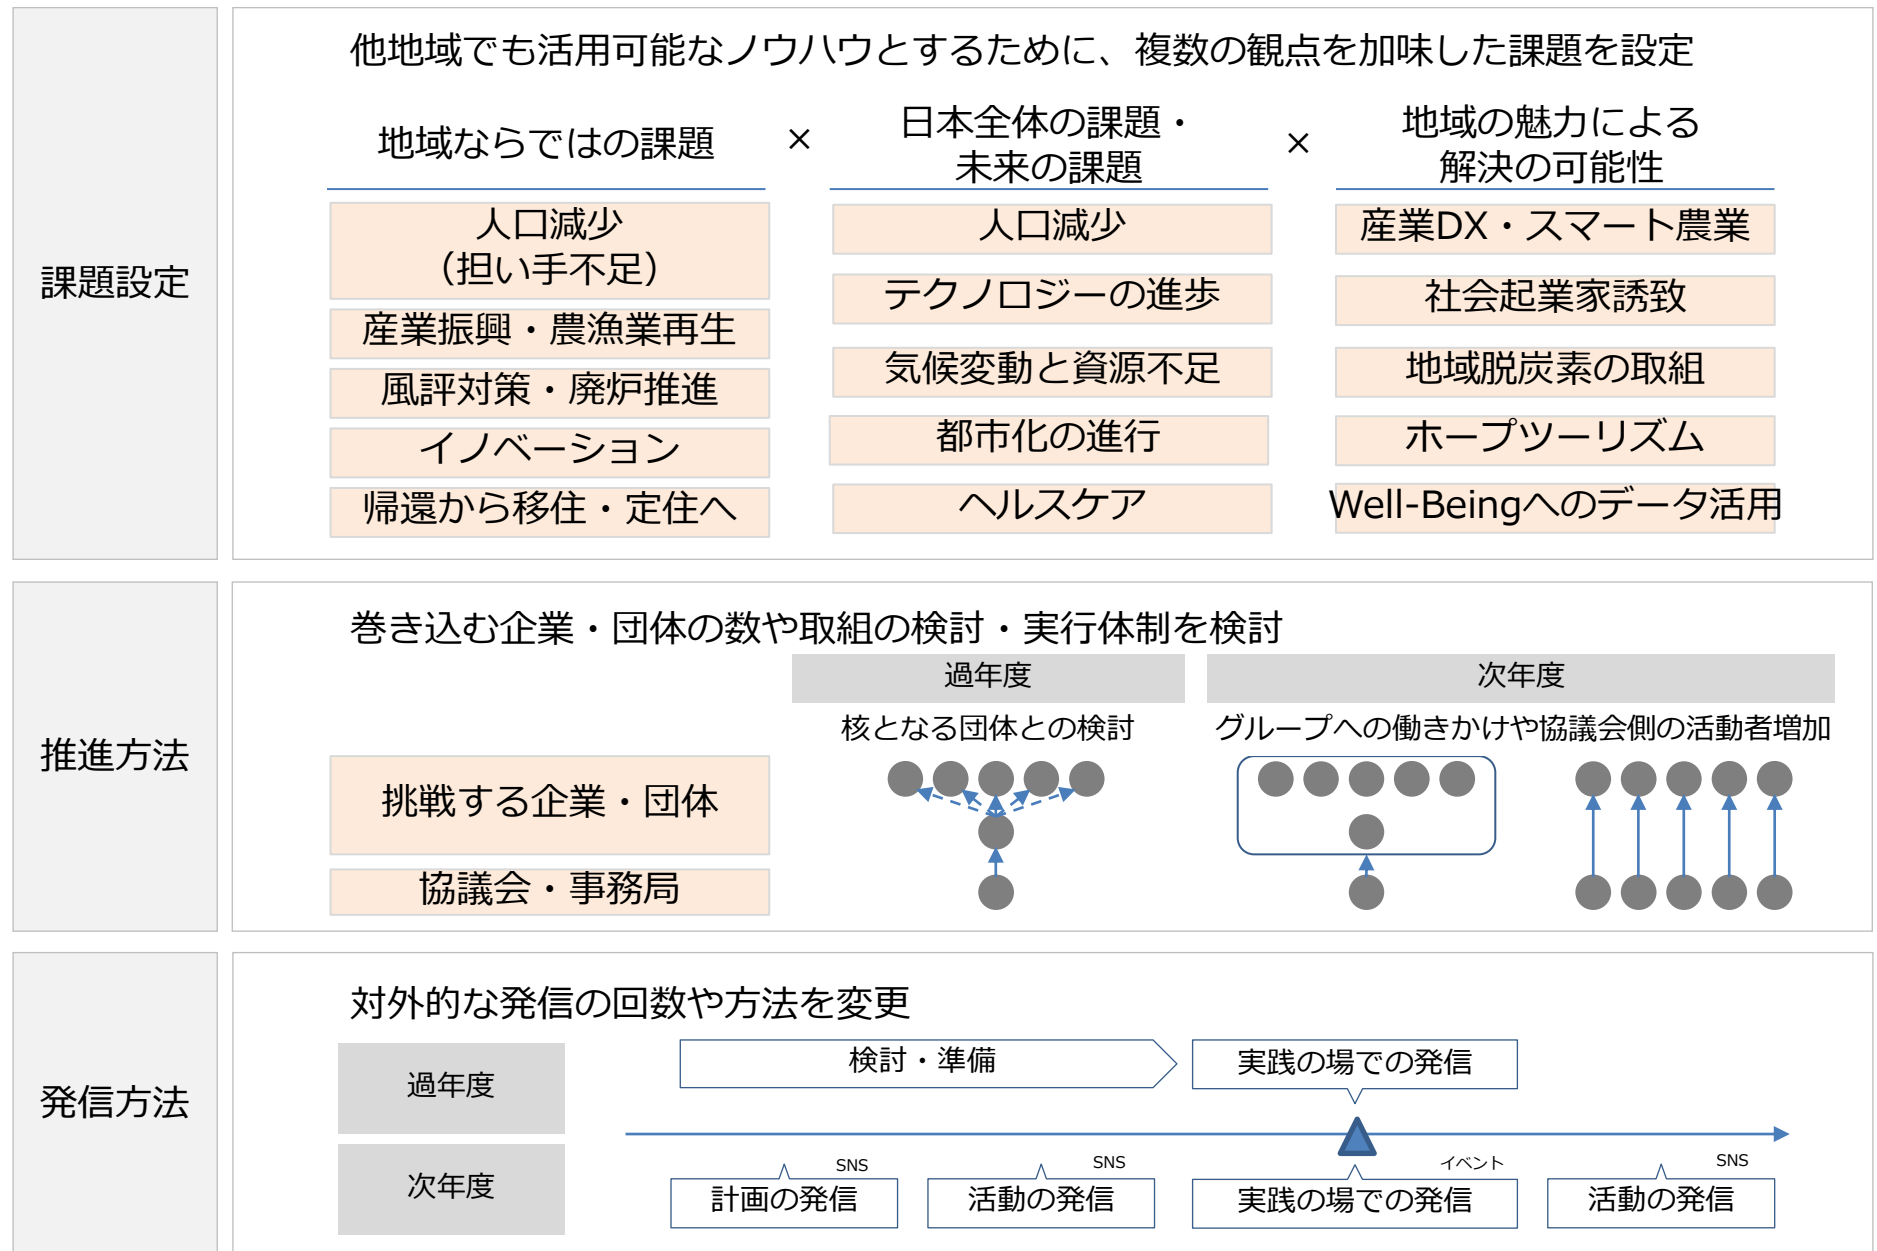 課題設定
他地域でも活用可能なノウハウとするために、複数の観点を加味した課題を設定
地域ならではの課題
×
日本全体の課題・
未来の課題
×
地域の魅力による
解決の可能性
人口減少
（担い手不足）
産業振興・農漁業再生
風評対策・廃炉推進
イノベーション
帰還から移住・定住へ
人口減少
テクノロジーの進歩
気候変動と資源不足
都市化の進行
ヘルスケア
産業DX・スマート農業
社会起業家誘致
地域脱炭素の取組
ホープツーリズム
Well-Beingへのデータ活用
推進方法
巻き込む企業・団体の数や取組の検討・実行体制を検討
過年度
次年度
核となる団体との検討
グループへの働きかけや協議会側の活動者増加
挑戦する企業・団体
協議会・事務局
発信方法
対外的な発信の回数や方法を変更
過年度
検討・準備
実践の場での発信
次年度
SNS
計画の発信
SNS
活動の発信
イベント
実践の場での発信
SNS
活動の発信